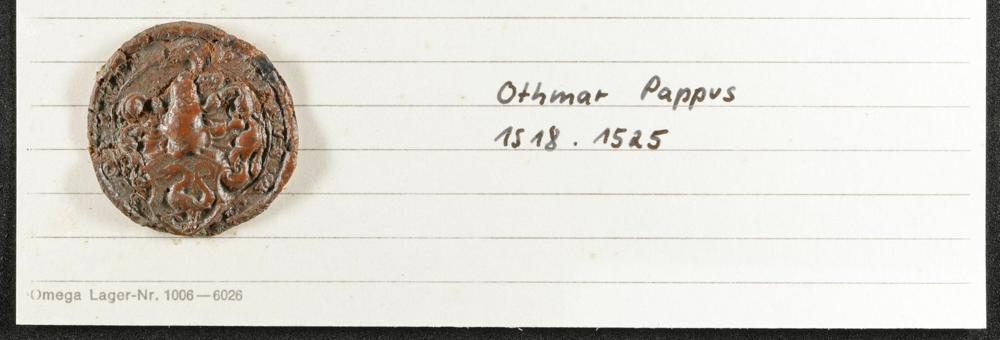 Othmar Pappus
1518. 1525
Omega Lager-Nr. 1006—6026